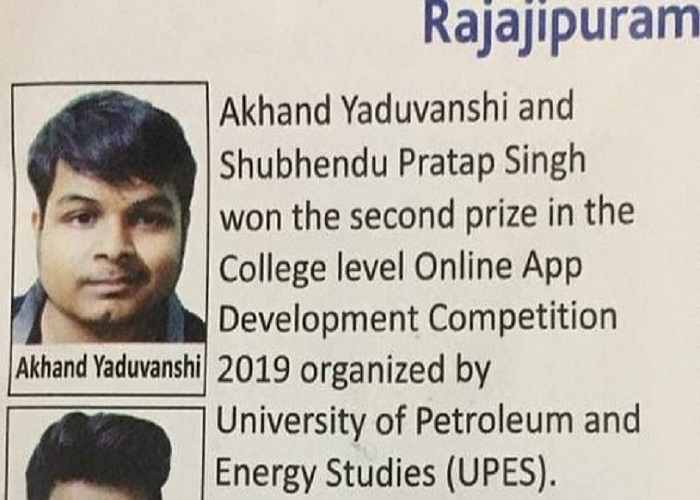 Rajajipuram
Akhand Yaduvanshi and
Shubhendu Pratap Singh
won the second prize in the
College level Online App
Development Competition
2019 organized by
University of Petroleum and
Energy Studies (UPES).
Akhand Yaduvanshi